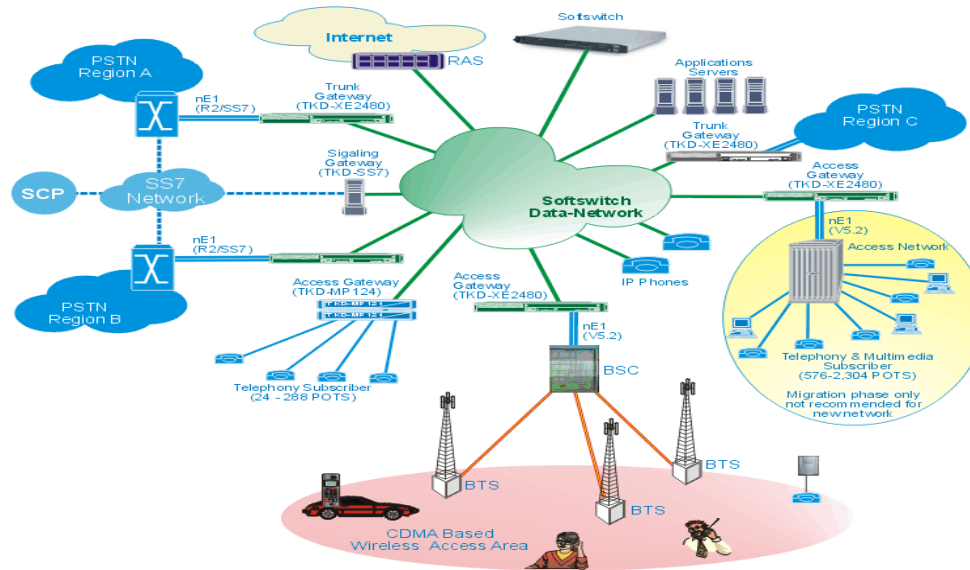 Softswitch
Internet
RAS
PSTN
Region A
Applications
Servers
nE1
(R2/SS7)
Trunk
Gateway
(TKD-XE2480)
PSTN
Region C
Trunk
Gateway
(TKD-XE2480)
Sigaling
Gateway
(TKD-SS7)
Access
Gateway
(TKD-XE2480)
SCP
SS7
Network
Softswitch
Data-Network
nE1
(V5.2)
Access Network
nE1
(R2/SS7)
IP Phones
PSTN
Region B
Access Gateway
(TKD-MP124)
TKD-MP124
TKD-MP124
Access
Gateway
(TKD-XE2480)
nE1
(V5.2)
BSC
Telephony Subscriber
(24 - 288 POTS)
Telephony & Multimedia
Subscriber
(576-2,304 POTS)
Migration phase only
not recommended for
new network
BTS
BTS
BTS
CDMA Based
Wireless Access Area